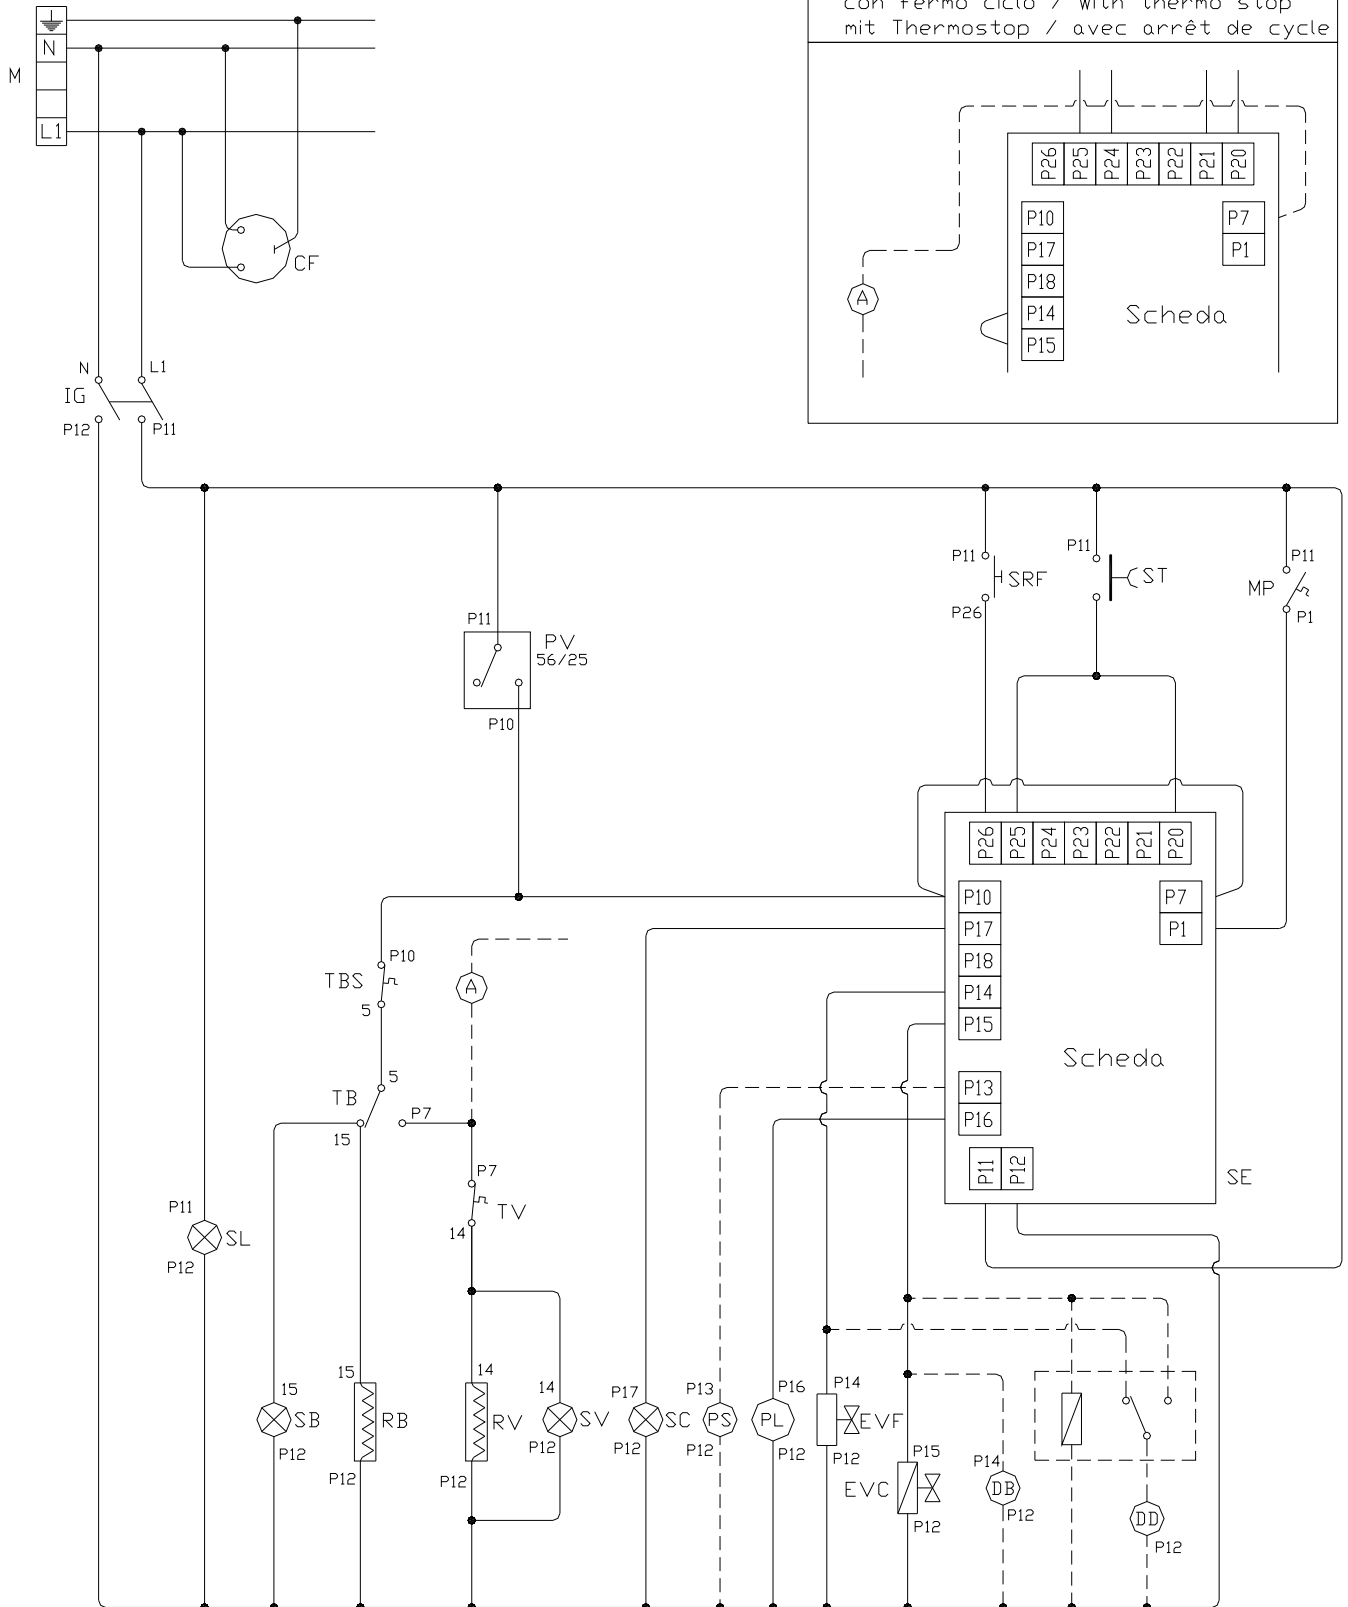 con fermo ciclo / with thermo stop
mit Thermostop / avec arrêt de cycle
N
M
L1
P26 P25 P24 P23 P22 P21 P20
P10
P7
P17
P1
P18
P14
P15
Scheda
A
CF
N
L1
IG
P12
P11
P11
SRF
P26
P11
ST
P11
MP
P1
P11
PV
56/25
P10
P26 P25 P24 P23 P22 P21 P20
P10
P7
P17
P1
P18
P14
P15
Scheda
P13
P16
P11 P12
SE
P10
TBS
5
A
5
TB
P7
15
P7
TV
14
P11
SL
P12
15
SB
P12
15
RB
P12
14
RV
P12
14
SV
P12
P17
SC
P12
P13
PS
P12
P16
PL
P12
P14
EVF
P12
P15
EVC
P12
P14
DB
P12
DD
P12